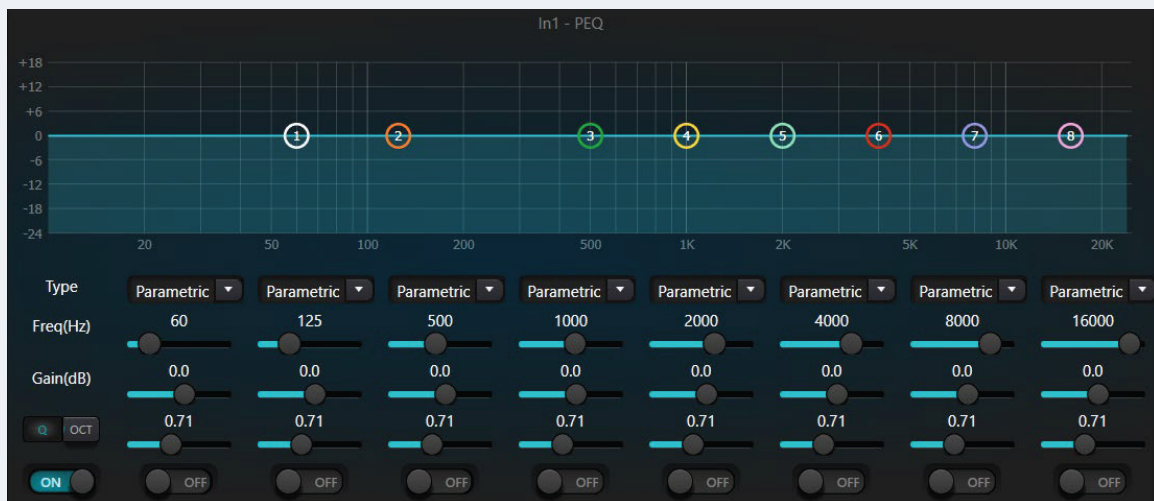 In1 - PEQ
+18
+12
+6
0
-6
-12
-18
-24
1 2 3 4 5 6 7 8
20 50 100 200 500 1K 2K 5K 10K 20K
Type Parametric Parametric Parametric Parametric Parametric Parametric Parametric Parametric
Freq(Hz) 60 125 500 1000 2000 4000 8000 16000
Gain(dB) 0.0 0.0 0.0 0.0 0.0 0.0 0.0 0.0
Q OCT 0.71 0.71 0.71 0.71 0.71 0.71 0.71 0.71
ON OFF OFF OFF OFF OFF OFF OFF OFF